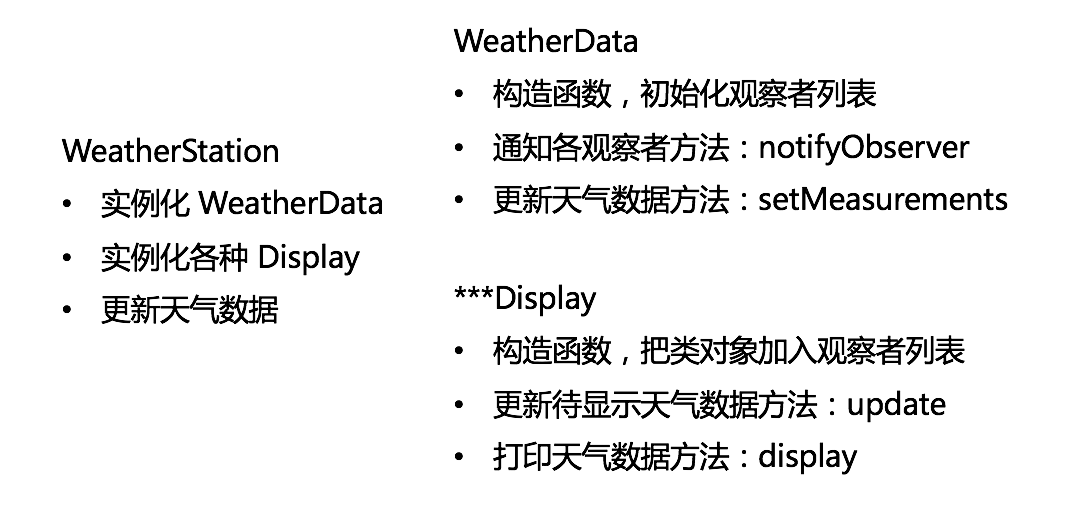 WeatherStation
• 实例化 WeatherData
• 实例化各种 Display
• 更新天气数据
WeatherData
• 构造函数，初始化观察者列表
• 通知各观察者方法：notifyObserver
• 更新天气数据方法：setMeasurements
***Display
• 构造函数，把类对象加入观察者列表
• 更新待显示天气数据方法：update
• 打印天气数据方法：display